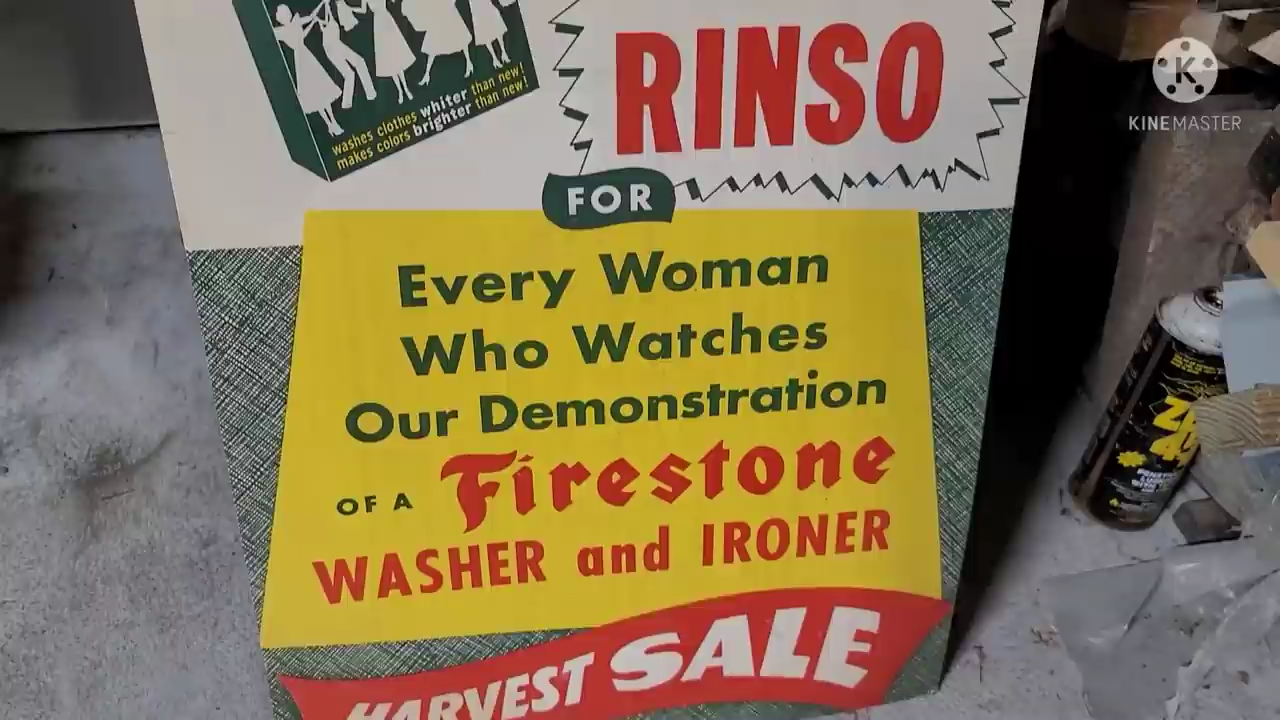 RINSO
washes clothes whiter than new!
makes colors brighter than new!
FOR
Every Woman
Who Watches
Our Demonstration
OF A Firestone
WASHER and IRONER
HARVEST SALE
KINEMASTER